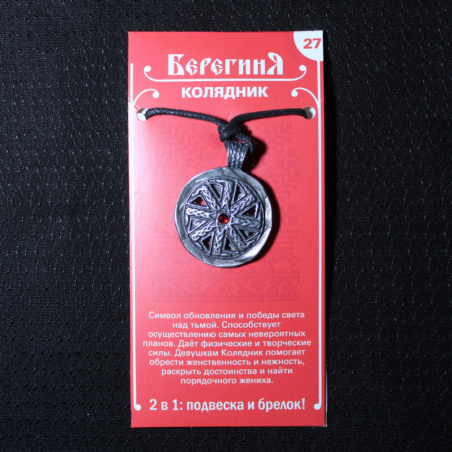 27
БерегинЯ
КОЛЯДНИК
Символ обновления и победы света
над тьмой. Способствует
осуществлению самых невероятных
планов. Даёт физические и творческие
силы. Девушкам Колядник помогает
обрести женственность и нежность,
раскрыть достоинства и найти
порядочного жениха.
2 в 1: подвеска и брелок!